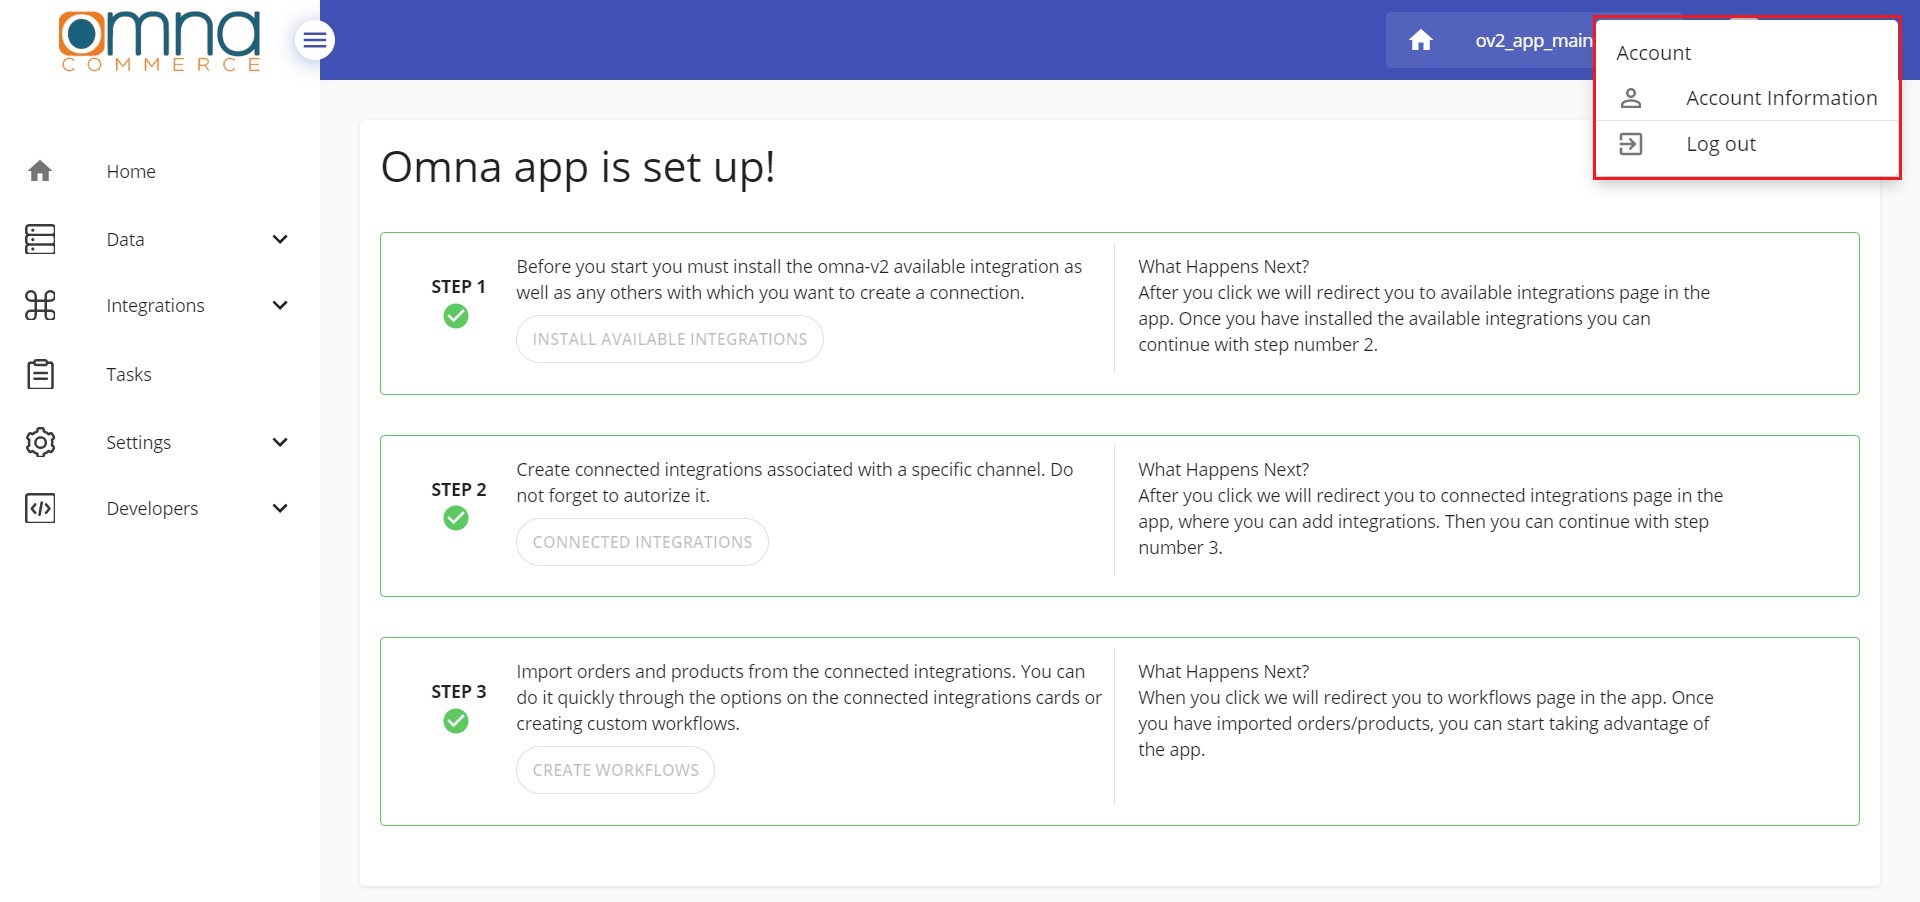 omna
COMMERCE
ov2_app_main
Account
Account Information
Log out
Home
Data
Integrations
Tasks
Settings
Developers
Omna app is set up!
STEP 1
Before you start you must install the omna-v2 available integration as
well as any others with which you want to create a connection.
INSTALL AVAILABLE INTEGRATIONS
What Happens Next?
After you click we will redirect you to available integrations page in the
app. Once you have installed the available integrations you can
continue with step number 2.
STEP 2
Create connected integrations associated with a specific channel. Do
not forget to autorize it.
CONNECTED INTEGRATIONS
What Happens Next?
After you click we will redirect you to connected integrations page in the
app, where you can add integrations. Then you can continue with step
number 3.
STEP 3
Import orders and products from the connected integrations. You can
do it quickly through the options on the connected integrations cards or
creating custom workflows.
CREATE WORKFLOWS
What Happens Next?
When you click we will redirect you to workflows page in the app. Once
you have imported orders/products, you can start taking advantage of
the app.